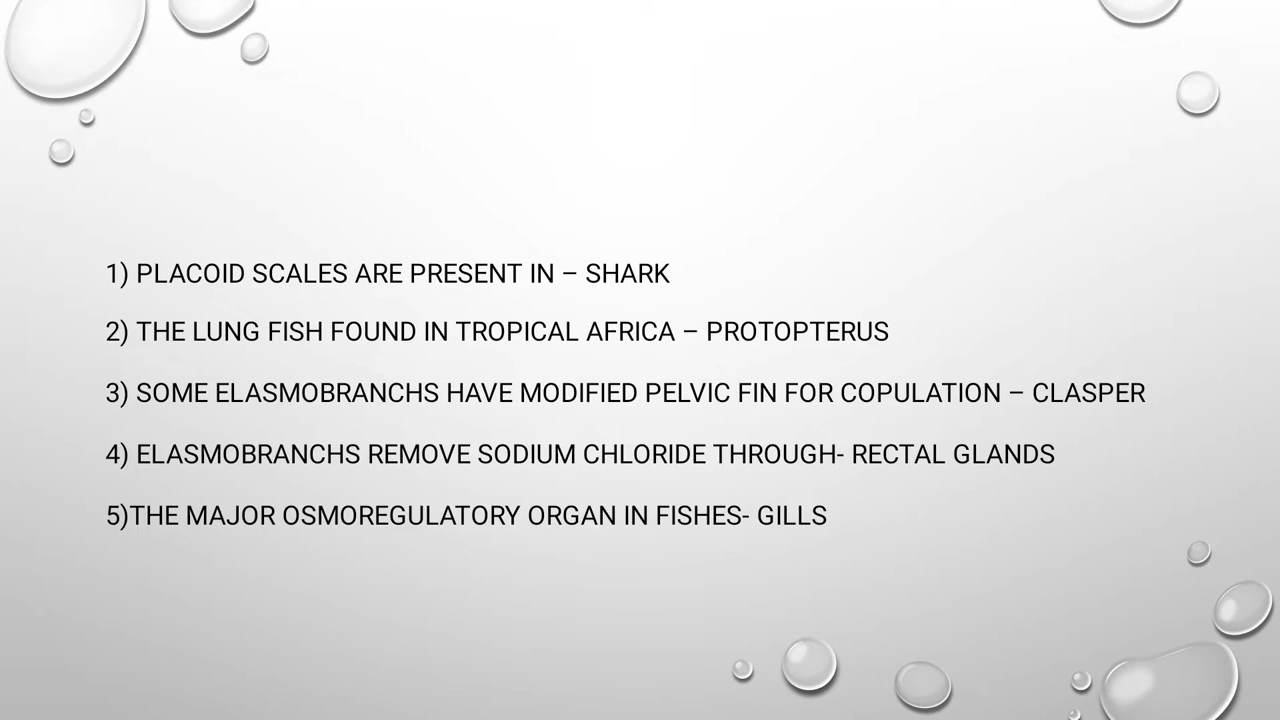 1) PLACOID SCALES ARE PRESENT IN – SHARK
2) THE LUNG FISH FOUND IN TROPICAL AFRICA – PROTOPTERUS
3) SOME ELASMOBRANCHS HAVE MODIFIED PELVIC FIN FOR COPULATION – CLASPER
4) ELASMOBRANCHS REMOVE SODIUM CHLORIDE THROUGH- RECTAL GLANDS
5)THE MAJOR OSMOREGULATORY ORGAN IN FISHES- GILLS